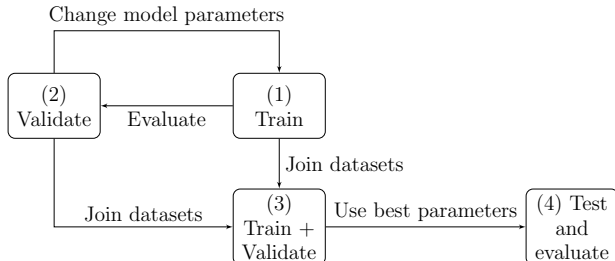 Change model parameters
(2)
Validate
Evaluate
(1)
Train
Join datasets
Join datasets
(3)
Train +
Validate
Use best parameters
(4) Test
and
evaluate